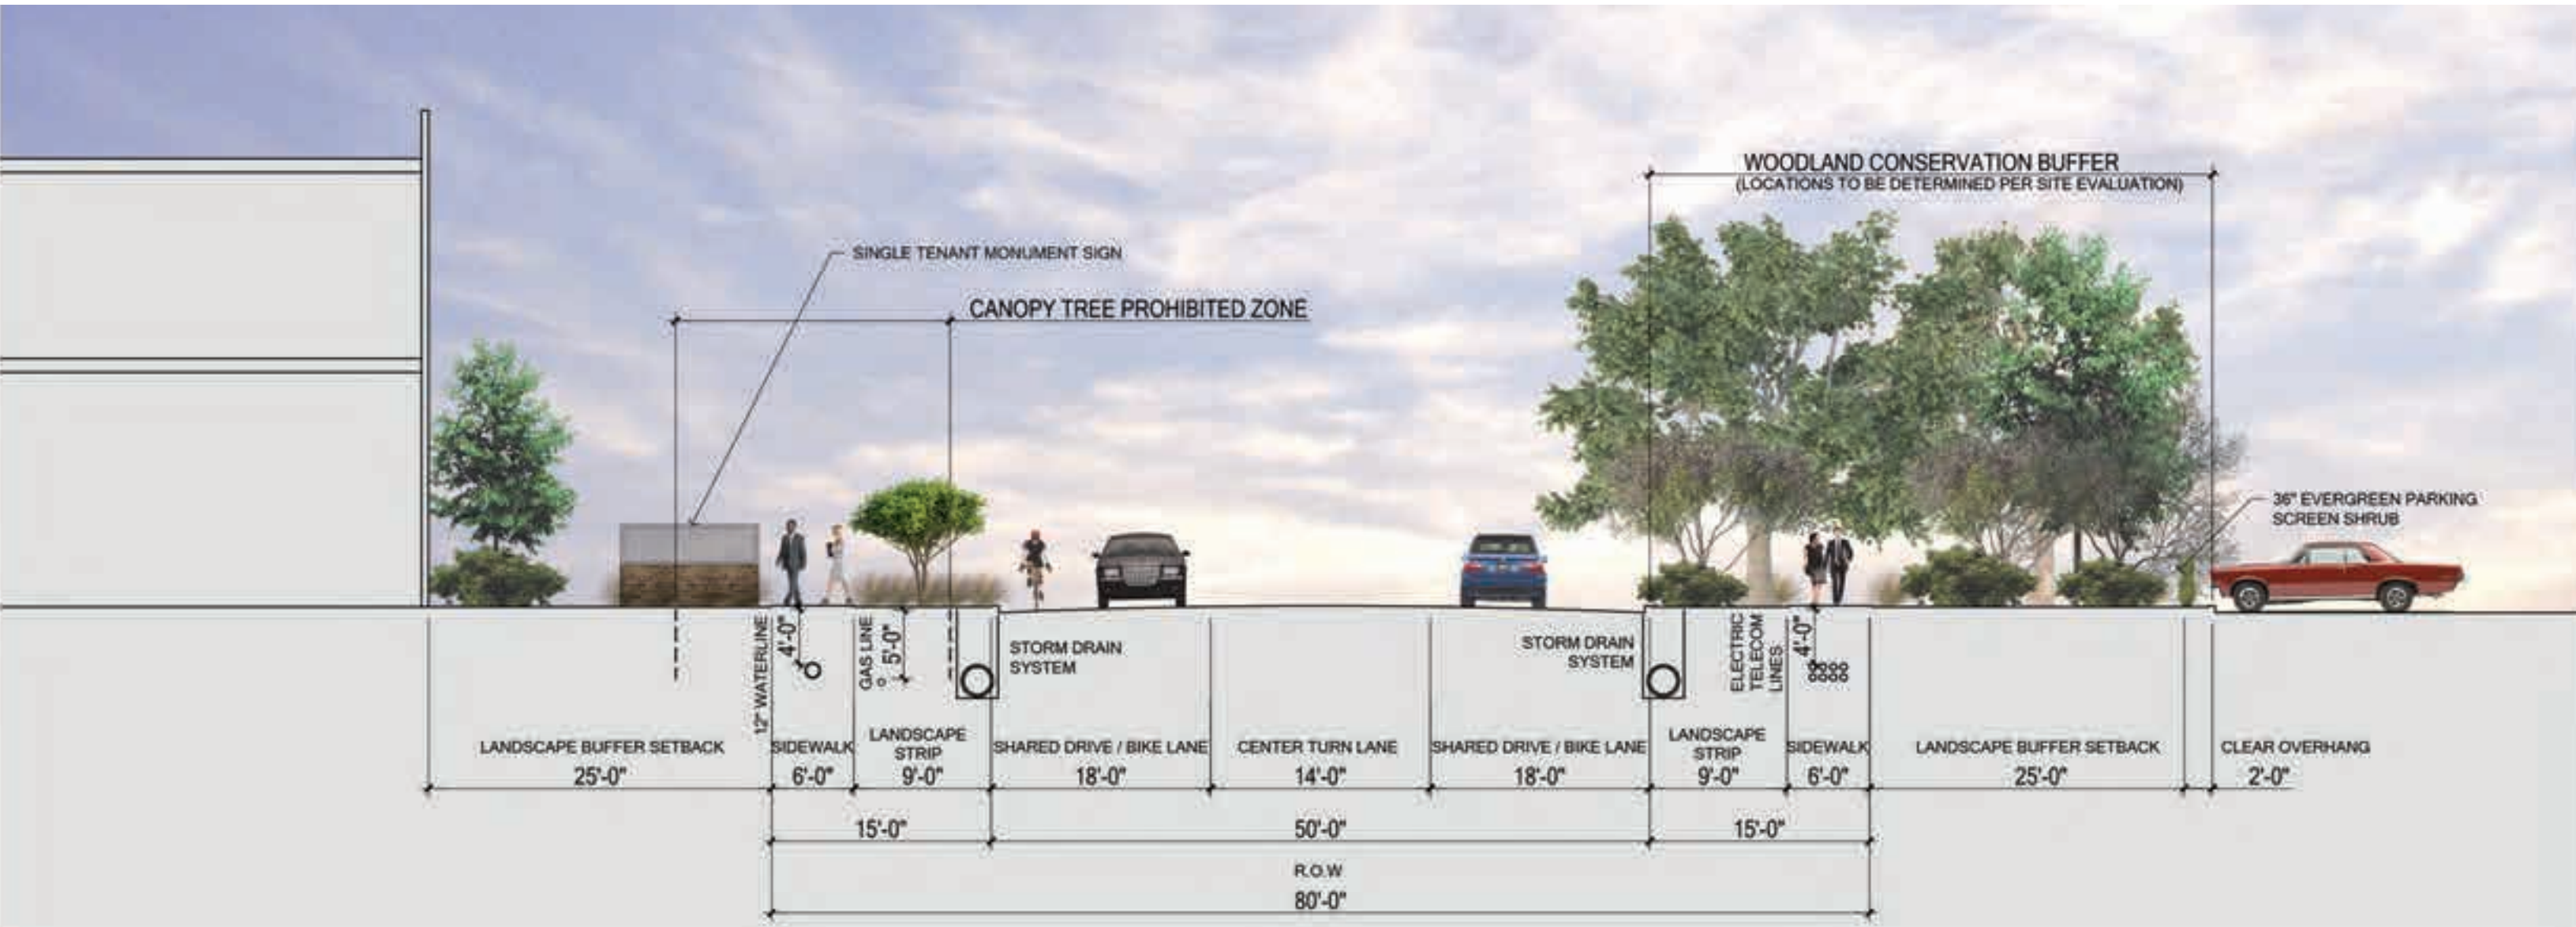 WOODLAND CONSERVATION BUFFER
(LOCATIONS TO BE DETERMINED PER SITE EVALUATION)
SINGLE TENANT MONUMENT SIGN
CANOPY TREE PROHIBITED ZONE
36" EVERGREEN PARKING
SCREEN SHRUB
12" WATERLINE
4'-0"
GAS LINE
5'-0"
STORM DRAIN
SYSTEM
STORM DRAIN
SYSTEM
ELECTRIC
TELECOM
LINES
4'-0"
LANDSCAPE BUFFER SETBACK
25'-0"
SIDEWALK
6'-0"
LANDSCAPE
STRIP
9'-0"
SHARED DRIVE / BIKE LANE
18'-0"
CENTER TURN LANE
14'-0"
SHARED DRIVE / BIKE LANE
18'-0"
LANDSCAPE
STRIP
9'-0"
SIDEWALK
6'-0"
LANDSCAPE BUFFER SETBACK
25'-0"
CLEAR OVERHANG
2'-0"
15'-0"
50'-0"
15'-0"
R.O.W
80'-0"